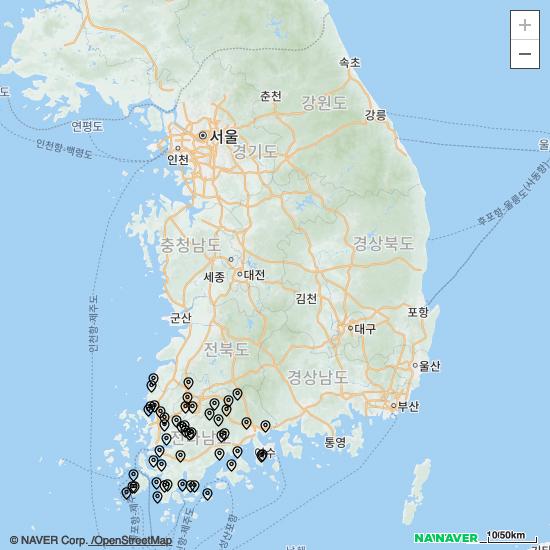 +
−
속초
춘천
강원도
강릉
도
연평도
서울
인천
경기도
울
인천항-백령도
후포항-울릉도(사동항)
충청남도
경상북도
세종
대전
김천
인천항-제주도
군산
포항
대구
전북도
경상남도
울산
부산
전라남도
통영
여수
© NAVER Corp. /OpenStreetMap
NAVER
10/50km